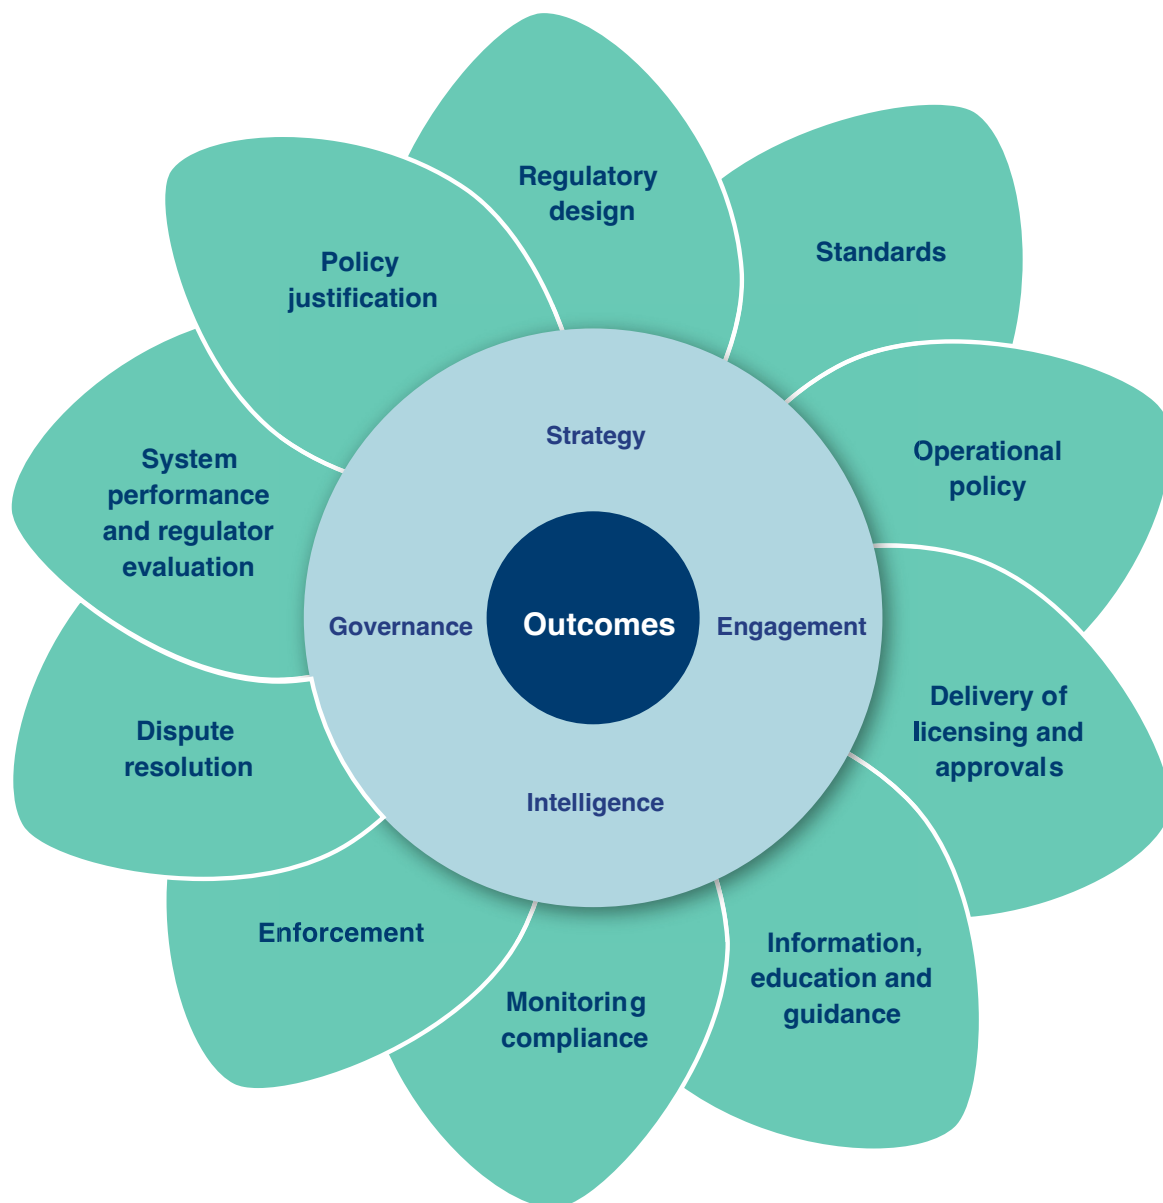 Regulatory
design
Standards
Policy
justification
Operational
policy
Strategy
System
performance
and regulator
evaluation
Governance
Outcomes
Engagement
Delivery of
licensing and
approvals
Dispute
resolution
Intelligence
Enforcement
Information,
education and
guidance
Monitoring
compliance